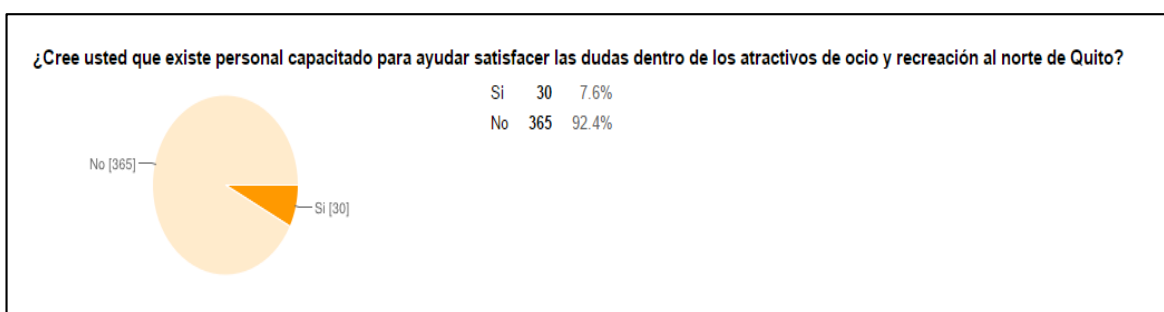 ¿Cree usted que existe personal capacitado para ayudar satisfacer las dudas dentro de los atractivos de ocio y recreación al norte de Quito?
Si 30 7.6%
No 365 92.4%
No [365]
Si [30]